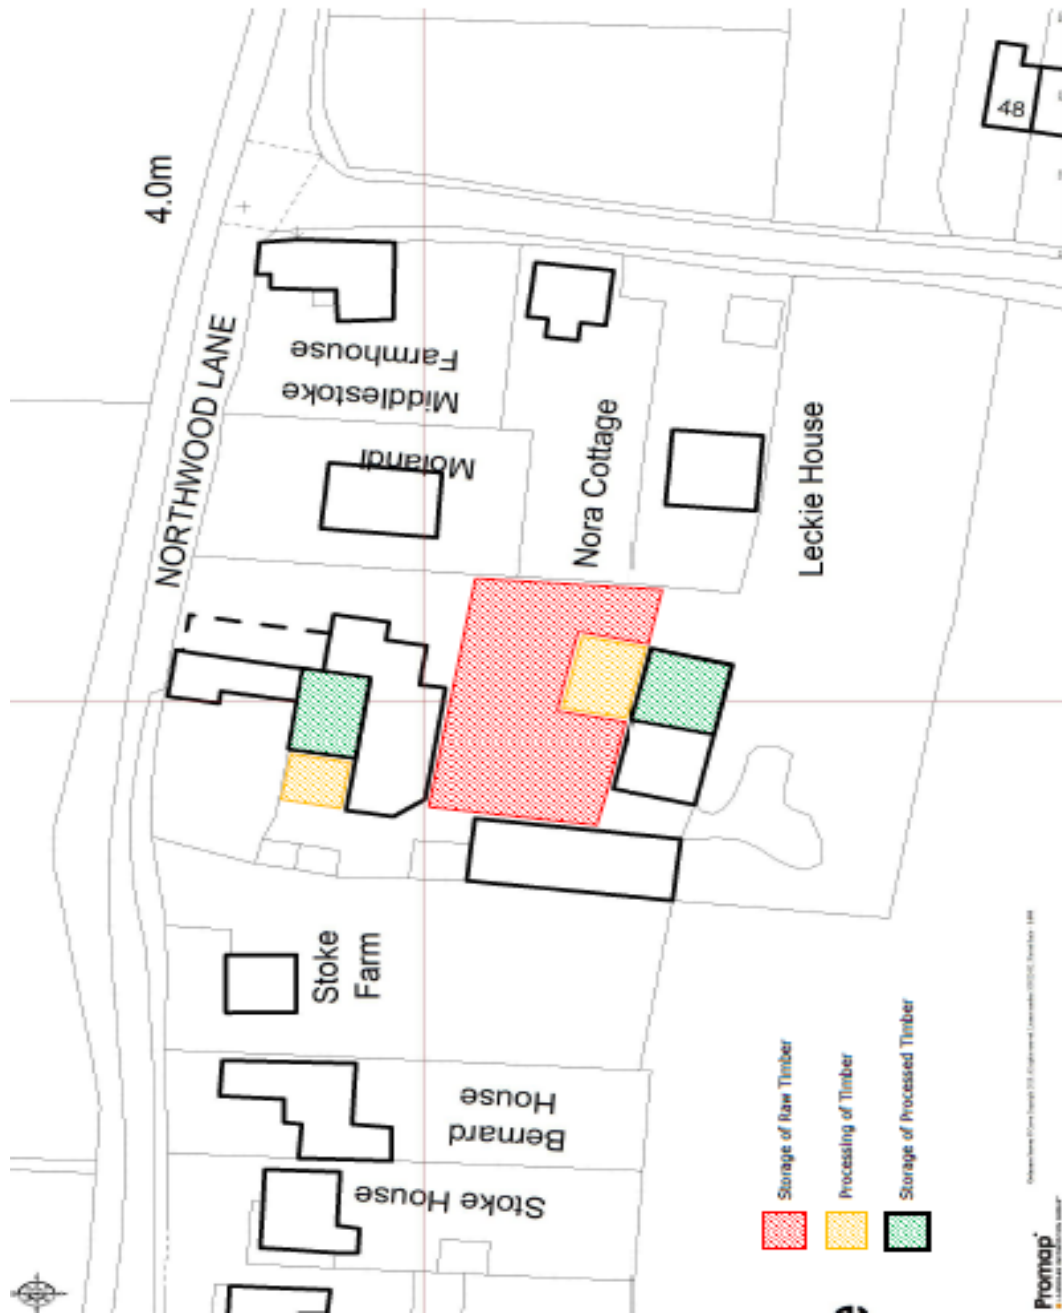 4.0m
NORTHWOOD LANE
Farmhouse
Middlestoke
Molandi
Nora Cottage
Leckie House
48
Stoke
Farm
House
Bernard
Stoke House
Storage of Raw Timber
Processing of Timber
Storage of Processed Timber
Promap